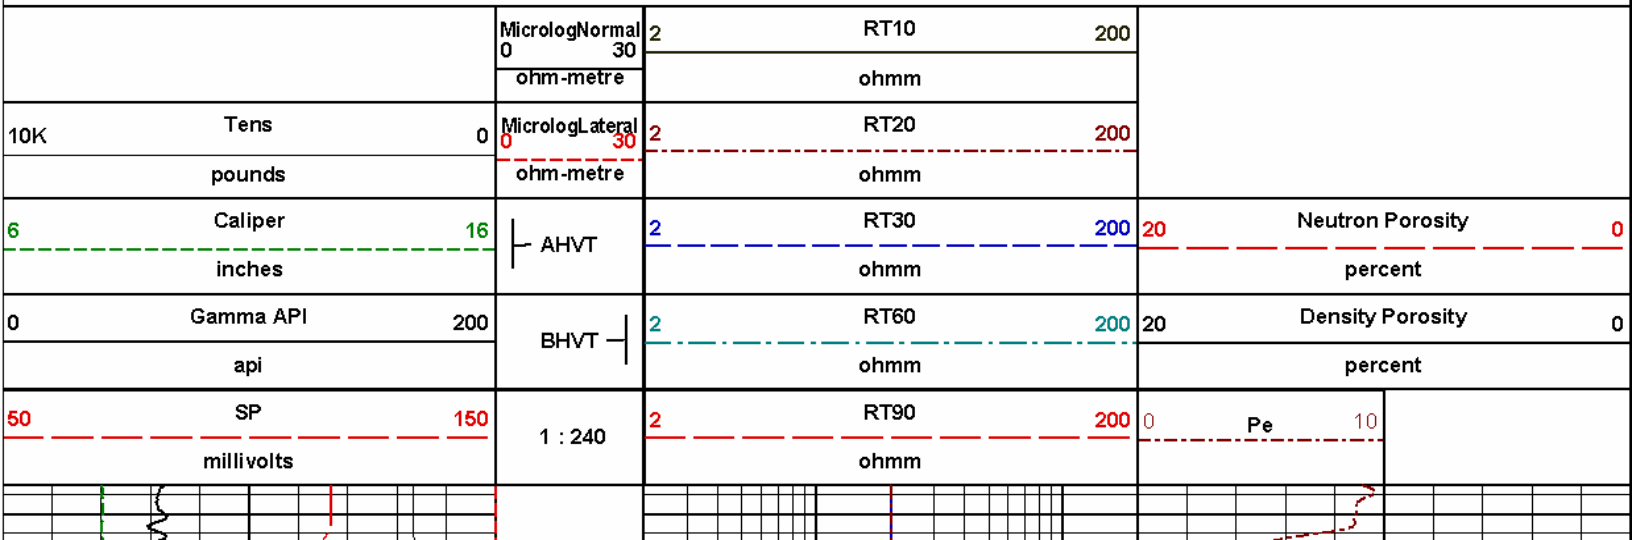 MicrologNormal
0 30
ohm-metre
2 RT10 200
ohmm
10K Tens 0
pounds
MicrologLateral
0 30
ohm-metre
2 RT20 200
ohmm
6 Caliper 16
inches
AHVT
2 RT30 200
ohmm
20 Neutron Porosity 0
percent
0 Gamma API 200
api
BHVT
2 RT60 200
ohmm
20 Density Porosity 0
percent
50 SP 150
millivolts
1 : 240
2 RT90 200
ohmm
0 Pe 10